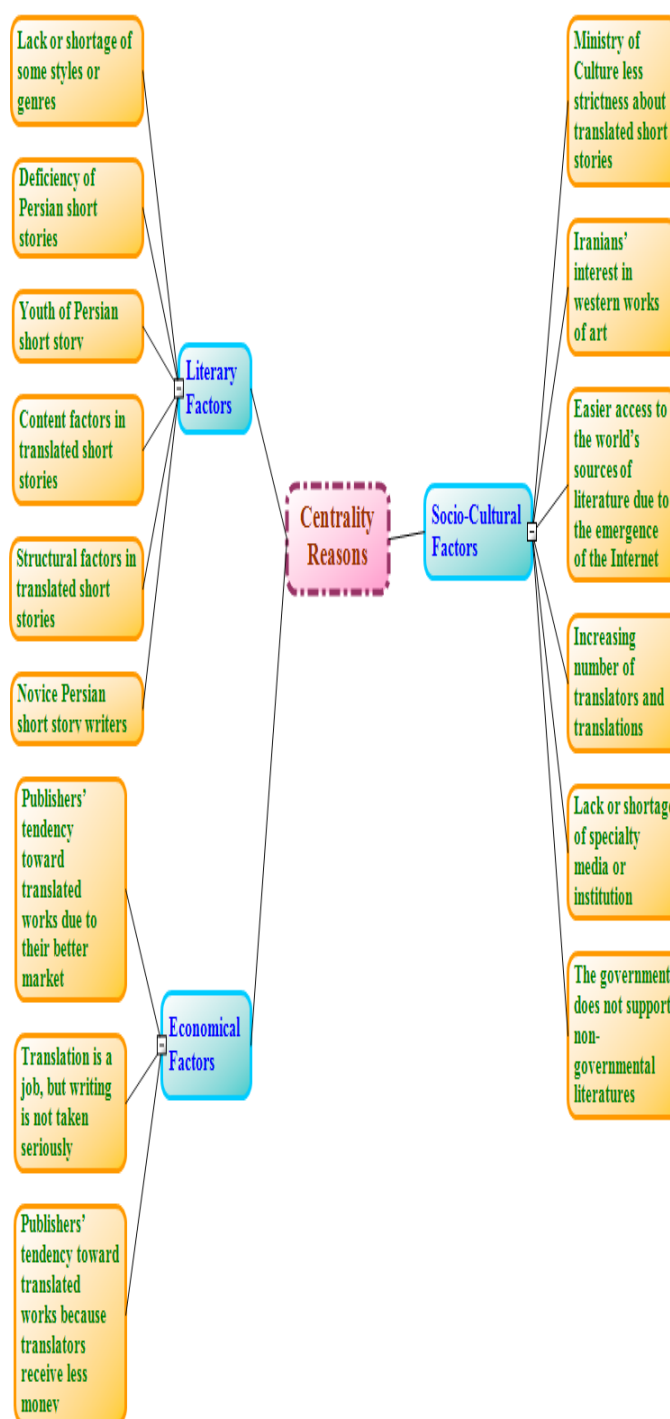 Lack or shortage of
some styles or
genres
Deficiency of
Persian short
stories
Youth of Persian
short story
Content factors in
translated short
stories
Structural factors in
translated short
stories
Novice Persian
short story writers
Literary
Factors
Publishers'
tendency
toward
translated
works due to
their better
market
Translation is a
job, but writing
is not taken
seriously
Publishers'
tendency toward
translated
works because
translators
receive less
money
Economical
Factors
Centrality
Reasons
Socio-Cultural
Factors
Ministry of
Culture less
strictness about
translated short
stories
Iranians'
interest in
western works
of art
Easier access to
the world's
sources of
literature due to
the emergence
of the Internet
Increasing
number of
translators and
translations
Lack or shortage
of specialty
media or
institution
The government
does not support
non-
governmental
literatures